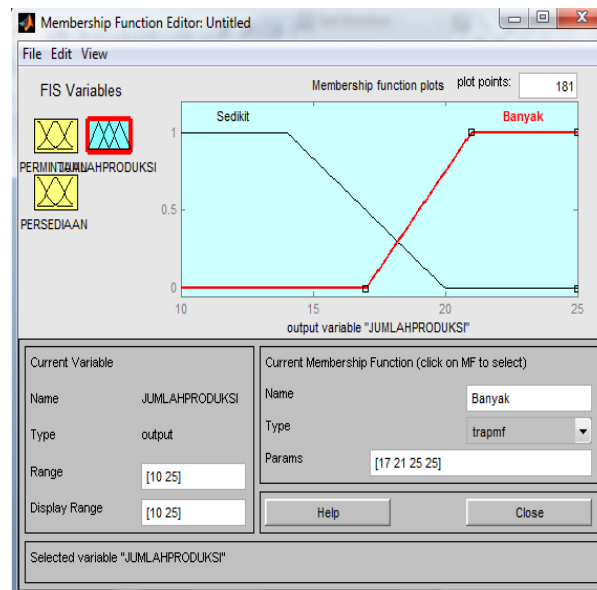 Membership Function Editor: Untitled
File Edit View
FIS Variables
Membership function plots plot points: 181
PERMINTAAN JUMLAHPRODUKSI
PERSEDIAAN
Sedikit Banyak
1
0.5
0
10 15 20 25
output variable "JUMLAHPRODUKSI"
Current Variable
Name JUMLAHPRODUKSI
Type output
Range [10 25]
Display Range [10 25]
Current Membership Function (click on MF to select)
Name Banyak
Type trapmf
Params [17 21 25 25]
Help Close
Selected variable "JUMLAHPRODUKSI"